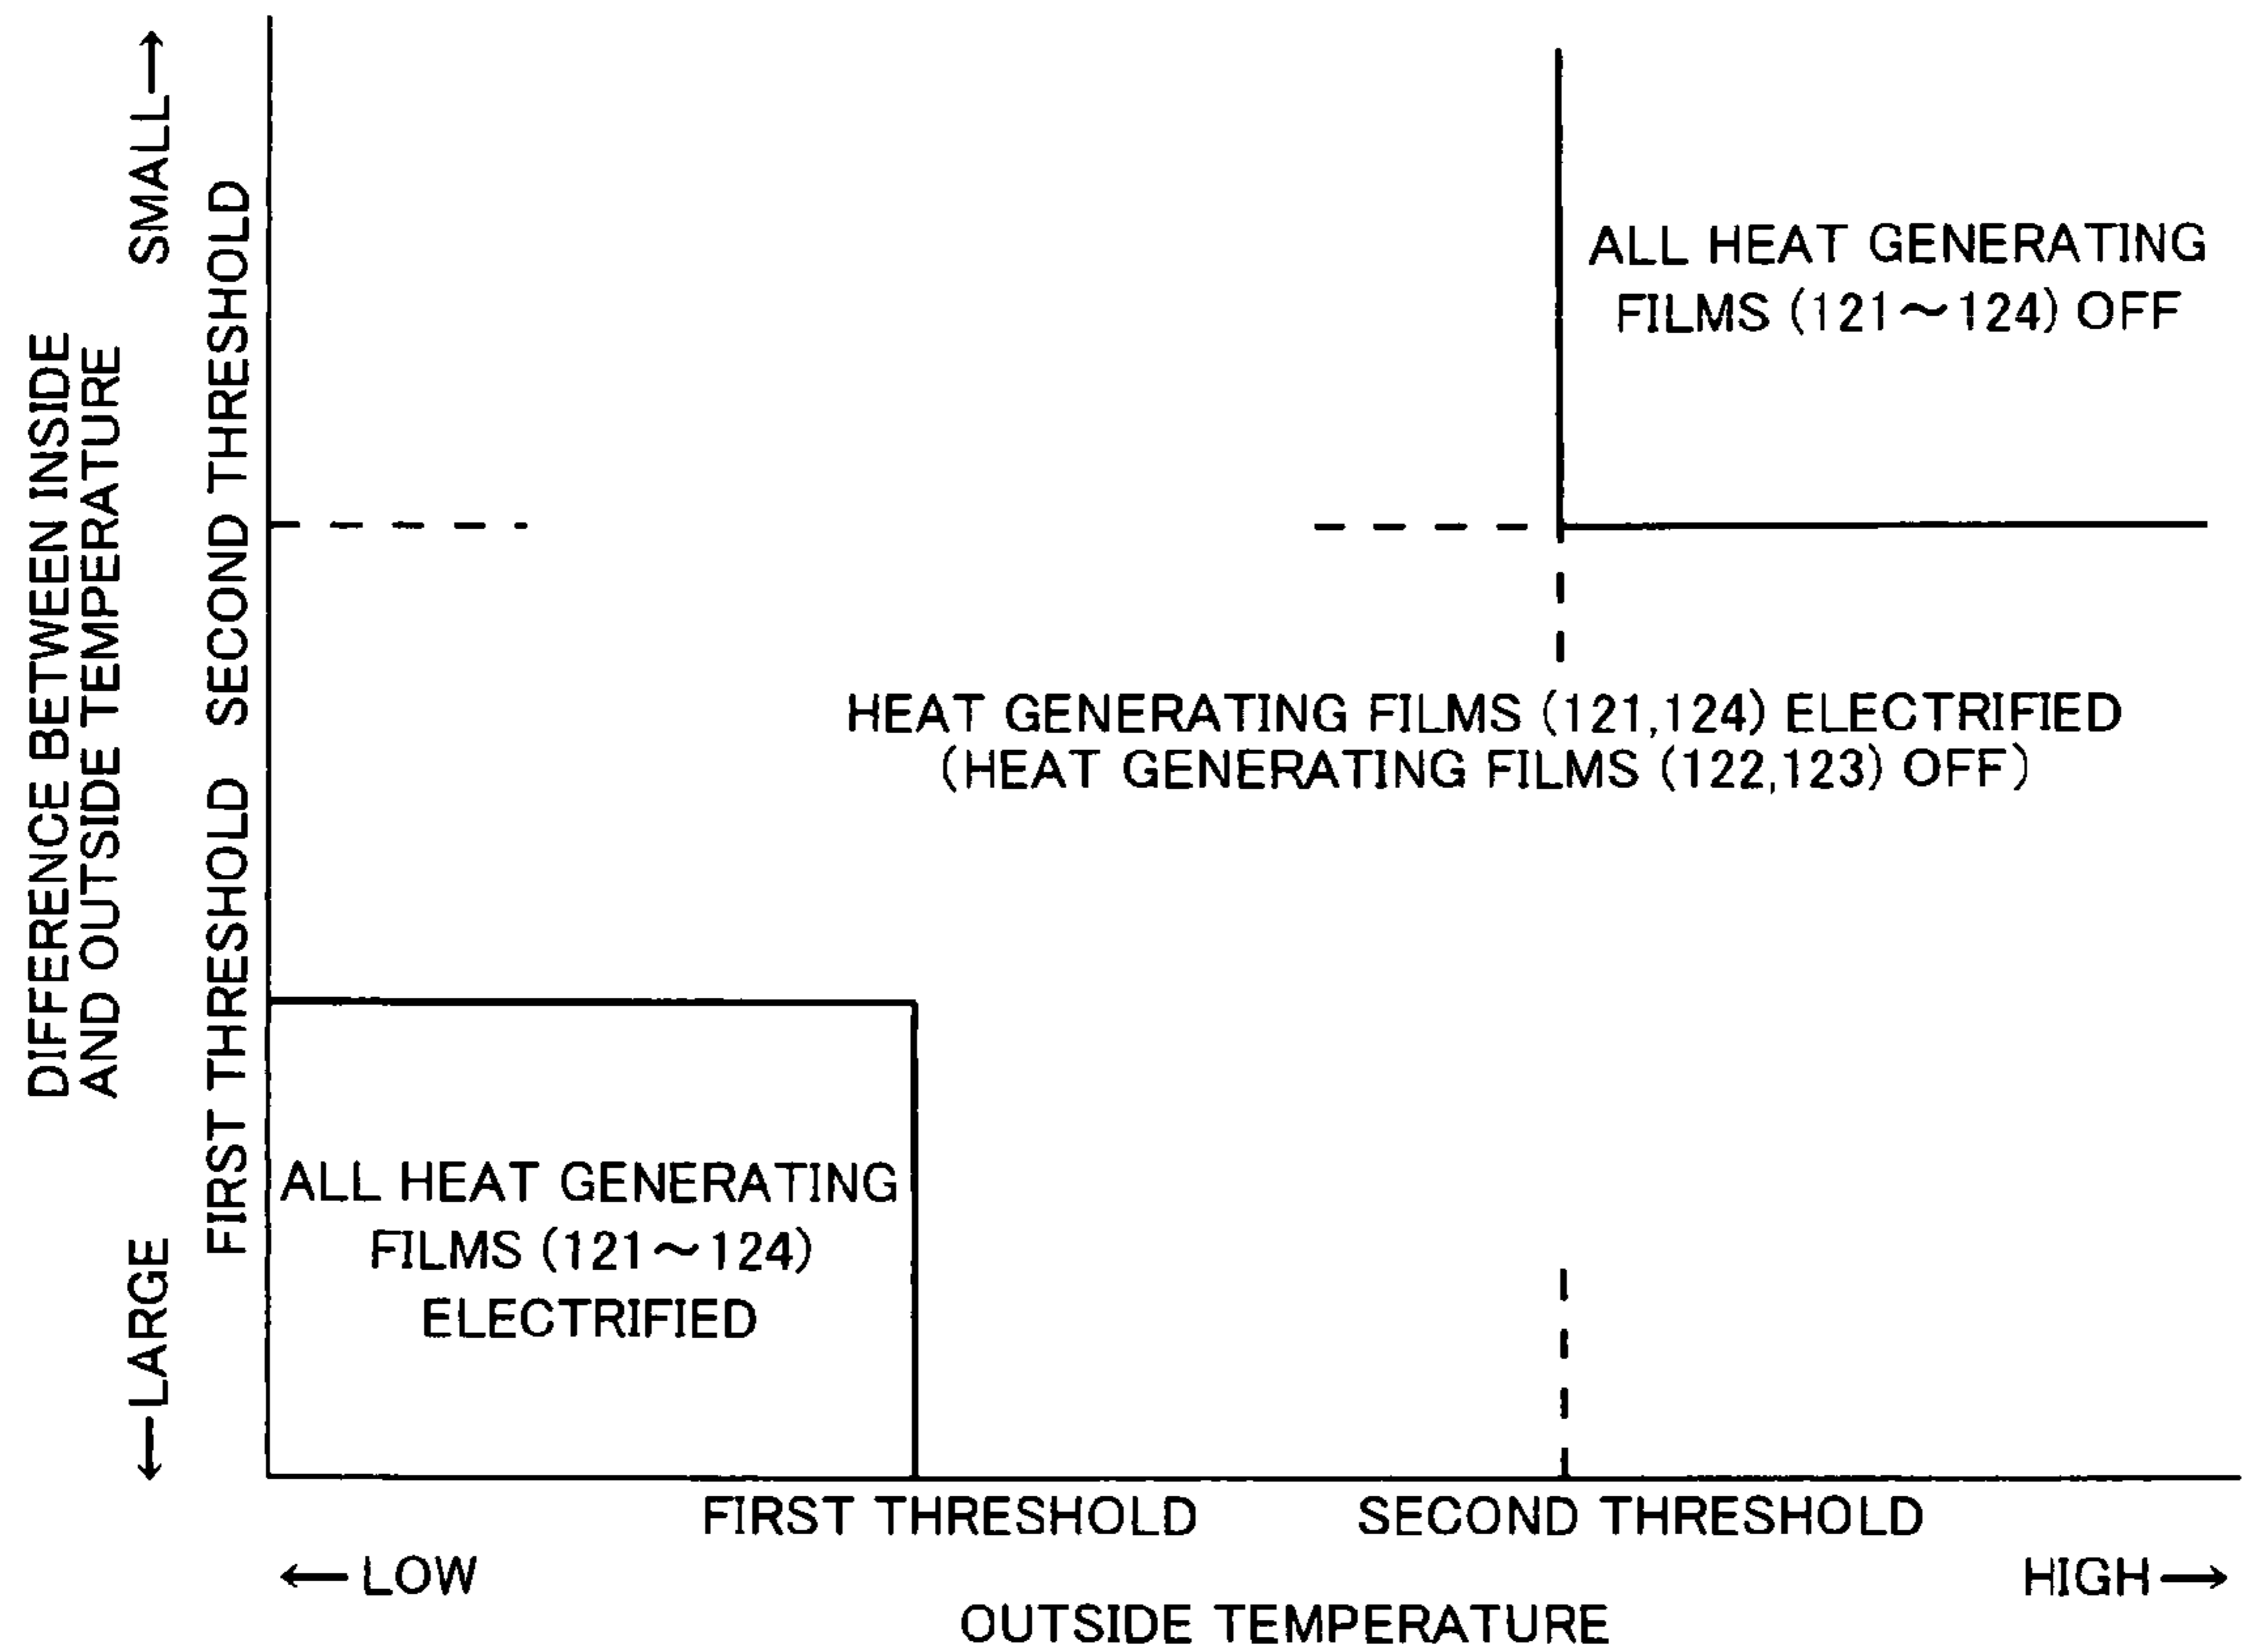 SMALL→
←LARGE
DIFFERENCE BETWEEN INSIDE
AND OUTSIDE TEMPERATURE
SECOND THRESHOLD
FIRST THRESHOLD
ALL HEAT GENERATING
FILMS (121~124) OFF
HEAT GENERATING FILMS (121,124) ELECTRIFIED
(HEAT GENERATING FILMS (122,123) OFF)
ALL HEAT GENERATING
FILMS (121~124)
ELECTRIFIED
FIRST THRESHOLD
SECOND THRESHOLD
←LOW
HIGH→
OUTSIDE TEMPERATURE